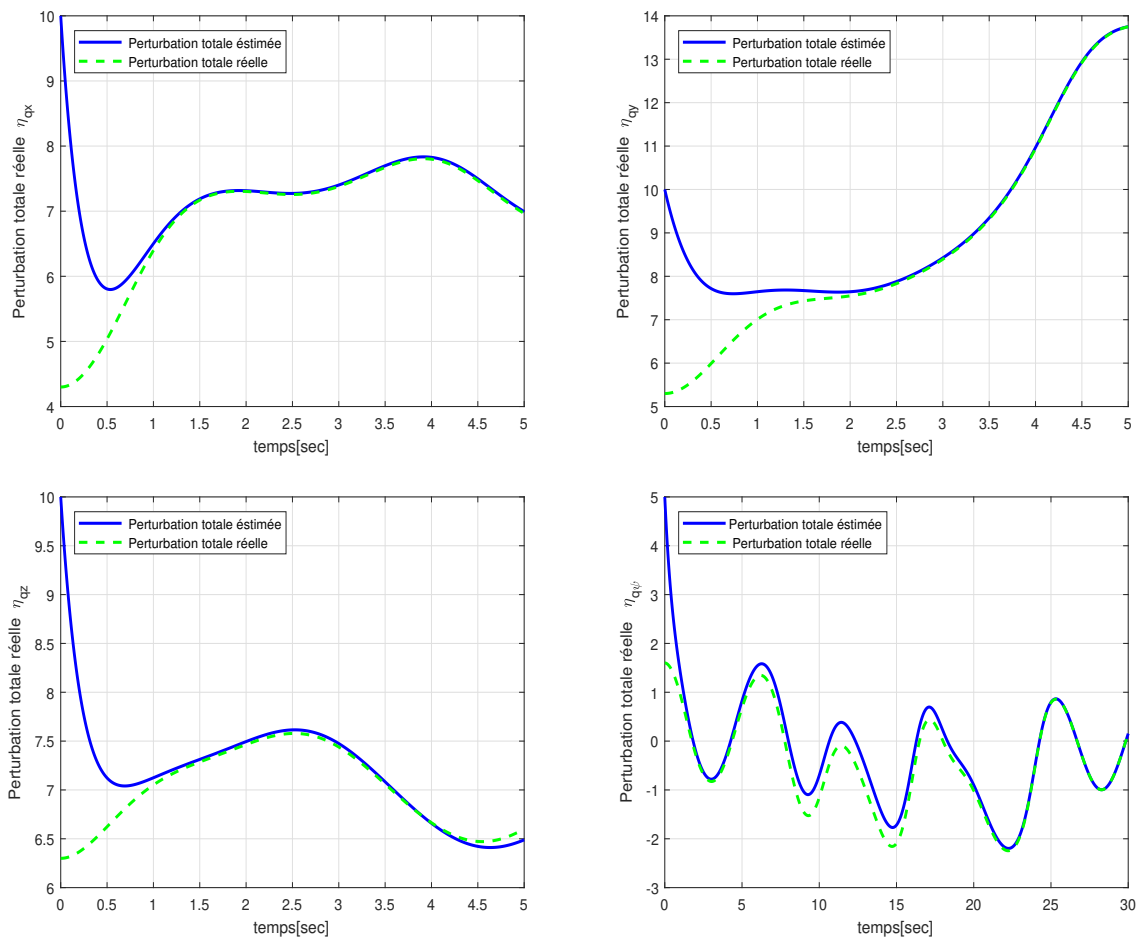 10
9
8
7
6
5
4
Perturbation totale réelle η_qx
Perturbation totale éstimée
Perturbation totale réelle
0 0.5 1 1.5 2 2.5 3 3.5 4 4.5 5
temps[sec]
14
13
12
11
10
9
8
7
6
5
Perturbation totale réelle η_qy
Perturbation totale éstimée
Perturbation totale réelle
0 0.5 1 1.5 2 2.5 3 3.5 4 4.5 5
temps[sec]
10
9.5
9
8.5
8
7.5
7
6.5
6
Perturbation totale réelle η_qz
Perturbation totale éstimée
Perturbation totale réelle
0 0.5 1 1.5 2 2.5 3 3.5 4 4.5 5
temps[sec]
5
4
3
2
1
0
-1
-2
-3
Perturbation totale réelle η_qψ
Perturbation totale éstimée
Perturbation totale réelle
0 5 10 15 20 25 30
temps[sec]